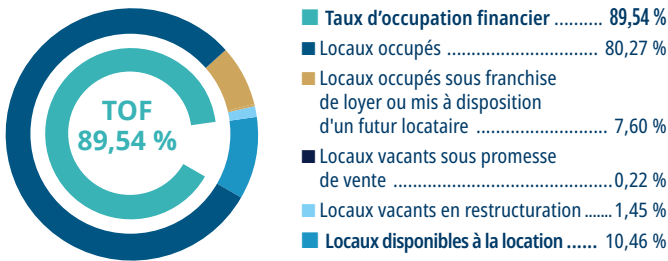 TOF
89,54 %
Taux d'occupation financier .......... 89,54 %
Locaux occupés ............................... 80,27 %
Locaux occupés sous franchise
de loyer ou mis à disposition
d'un futur locataire ........................... 7,60 %
Locaux vacants sous promesse
de vente .............................................0,22 %
Locaux vacants en restructuration ....... 1,45 %
Locaux disponibles à la location ...... 10,46 %